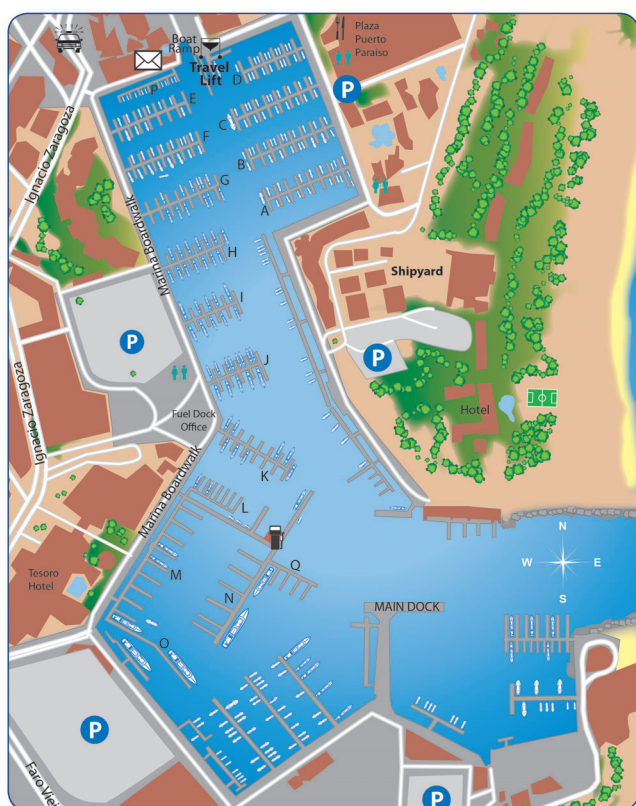 Plaza
Puerto
Paraiso
Boat
Ramp
Travel
Lift
P
D
P
E
C
F
B
G
A
Ignacio Zaragoza
Marina Boardwalk
H
Shipyard
I
P
P
J
Hotel
Fuel Dock
Office
Ignacio Zaragoza
Marina Boardwalk
K
L
Q
M
N
Tesoro
Hotel
N
W
E
S
MAIN DOCK
O
P
P
Faro Viej